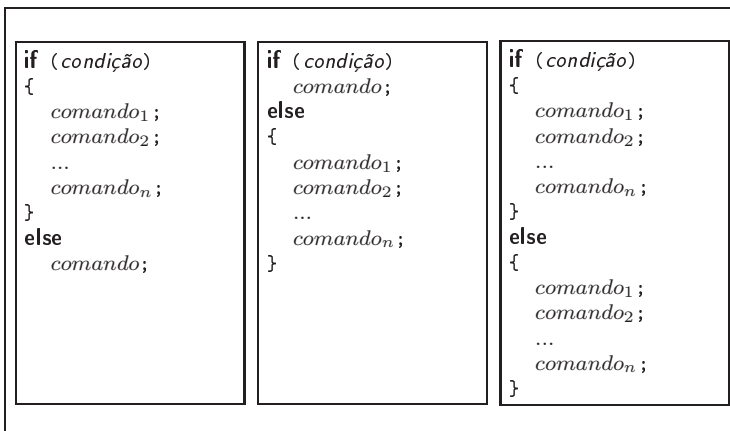 if (condição)
{
comando1;
comando2;
...
comandon;
}
else
comando;
if (condição)
comando;
else
{
comando1;
comando2;
...
comandon;
}
if (condição)
{
comando1;
comando2;
...
comandon;
}
else
{
comando1;
comando2;
...
comandon;
}